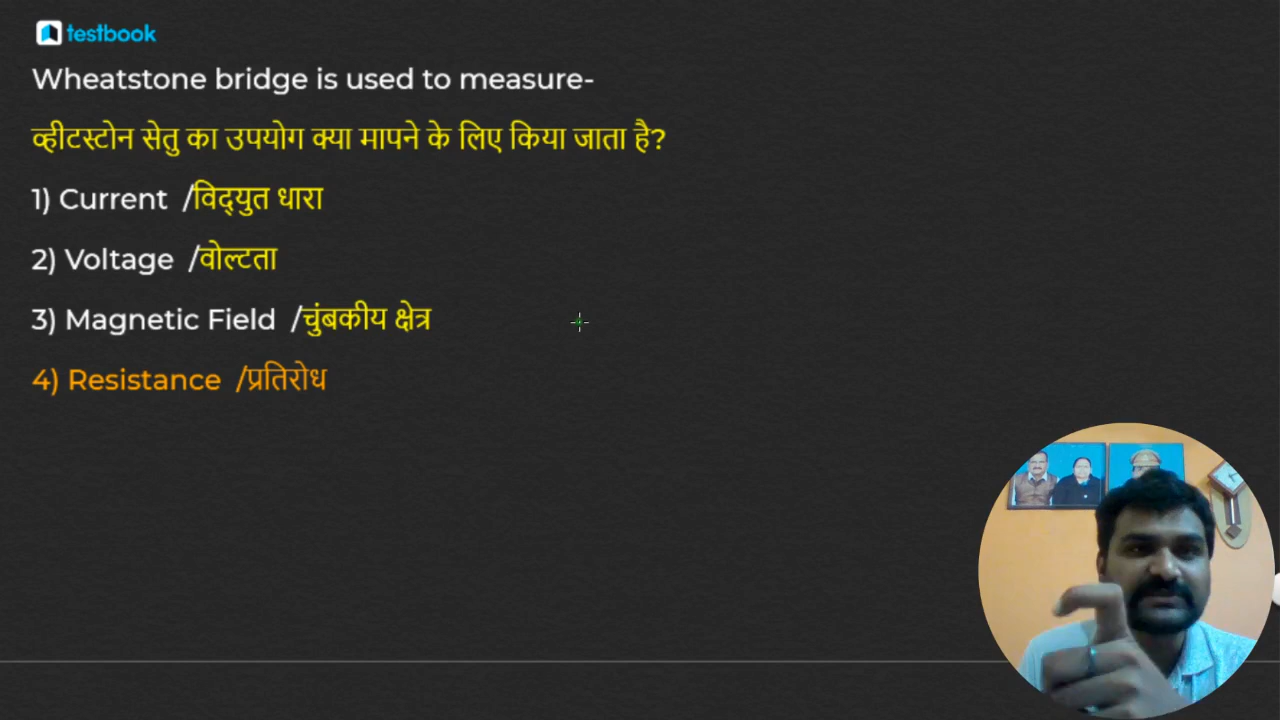 testbook
Wheatstone bridge is used to measure-
व्हीटस्टोन सेतु का उपयोग क्या मापने के लिए किया जाता है?
1) Current /विद्युत धारा
2) Voltage /वोल्टता
3) Magnetic Field /चुंबकीय क्षेत्र
4) Resistance /प्रतिरोध